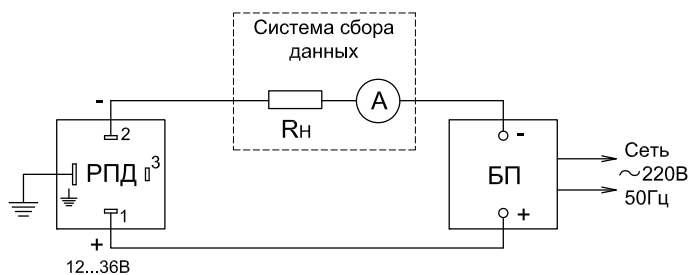 Система сбора
данных
A
Rн
-
2
РПД
3
1
+
12...36В
-
БП
+
Сеть
~220В
50Гц